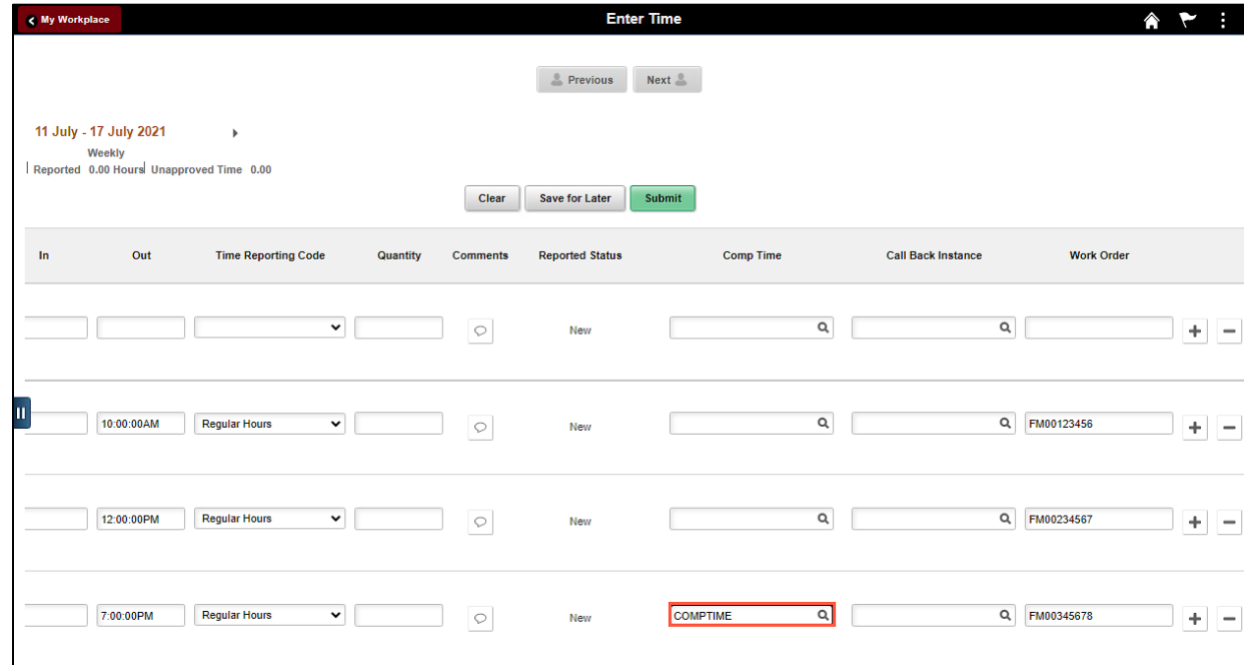 My Workplace Enter Time
Previous Next
11 July - 17 July 2021
Weekly
Reported 0.00 Hours Unapproved Time 0.00
Clear Save for Later Submit
In Out Time Reporting Code Quantity Comments Reported Status Comp Time Call Back Instance Work Order
New
10:00:00AM Regular Hours New FM00123456
12:00:00PM Regular Hours New FM00234567
7:00:00PM Regular Hours New COMPTIME FM00345678